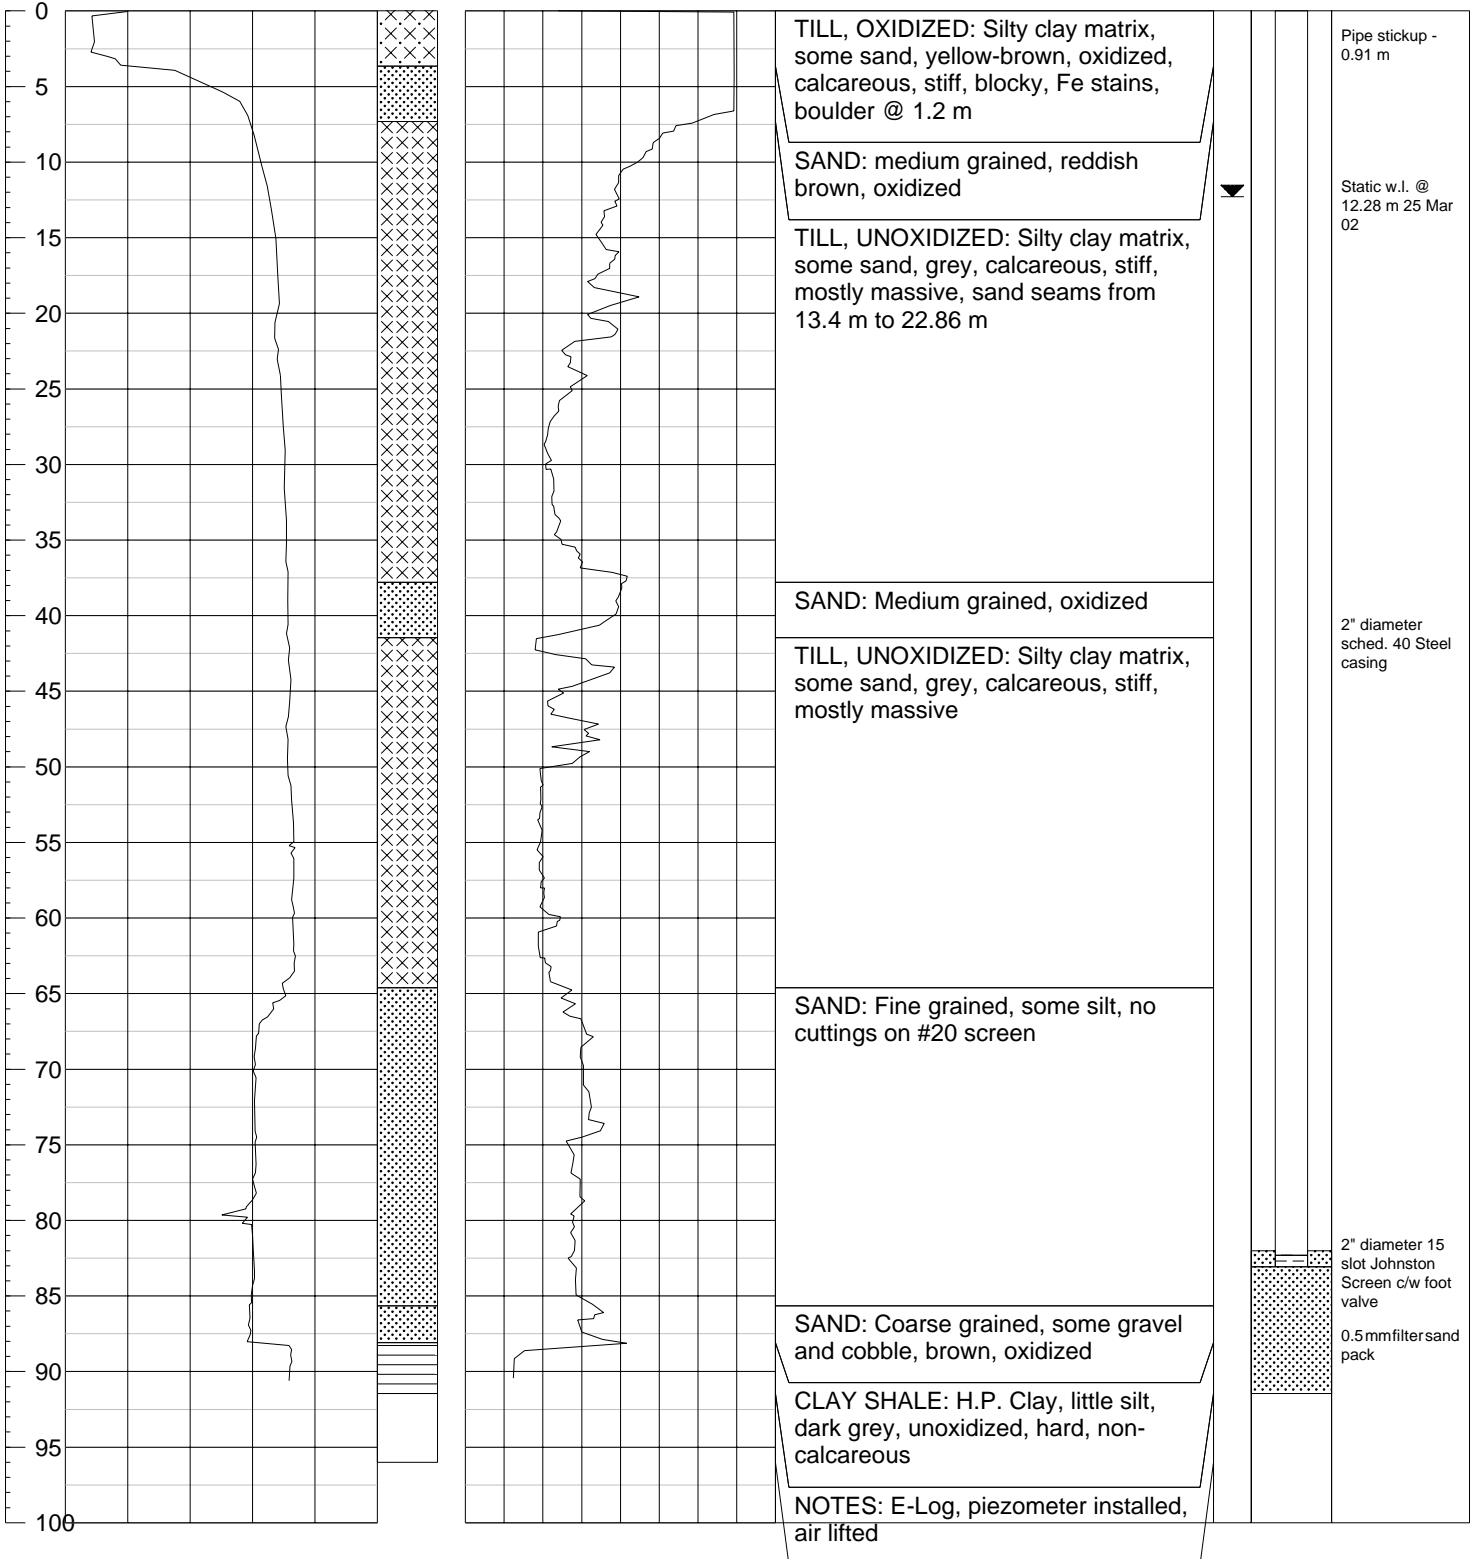 0
5
10
15
20
25
30
35
40
45
50
55
60
65
70
75
80
85
90
95
100
TILL, OXIDIZED: Silty clay matrix,
some sand, yellow-brown, oxidized,
calcareous, stiff, blocky, Fe stains,
boulder @ 1.2 m
SAND: medium grained, reddish
brown, oxidized
TILL, UNOXIDIZED: Silty clay matrix,
some sand, grey, calcareous, stiff,
mostly massive, sand seams from
13.4 m to 22.86 m
SAND: Medium grained, oxidized
TILL, UNOXIDIZED: Silty clay matrix,
some sand, grey, calcareous, stiff,
mostly massive
SAND: Fine grained, some silt, no
cuttings on #20 screen
SAND: Coarse grained, some gravel
and cobble, brown, oxidized
CLAY SHALE: H.P. Clay, little silt,
dark grey, unoxidized, hard, non-
calcareous
NOTES: E-Log, piezometer installed,
air lifted
Pipe stickup -
0.91 m
Static w.l. @
12.28 m 25 Mar
02
2" diameter
sched. 40 Steel
casing
2" diameter 15
slot Johnston
Screen c/w foot
valve
0.5 mm filter sand
pack